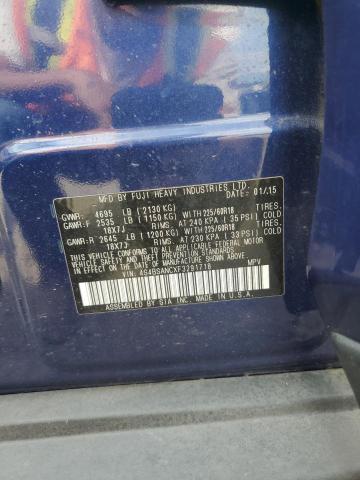 MFD BY FUJI HEAVY INDUSTRIES LTD. 01/15
GVWR: 4695 LB (2130 KG) DATE:
GAWR:F 2535 LB (1150 KG) WITH 225/60R18 TIRES.
18X7J RIMS AT 240 KPA (35 PSI) COLD
GAWR:R 2645 LB (1200 KG) WITH 225/60R18 TIRES.
18X7J RIMS AT 230 KPA (33 PSI) COLD
THIS VEHICLE CONFORMS TO ALL APPLICABLE FEDERAL MOTOR
VEHICLE SAFETY STANDARDS IN EFFECT ON THE DATE OF
MANUFACTURE SHOWN ABOVE.
VIN: 4S4BSANCXF3291718 MPV
ASSEMBLED BY SIA INC, MADE IN U.S.A.